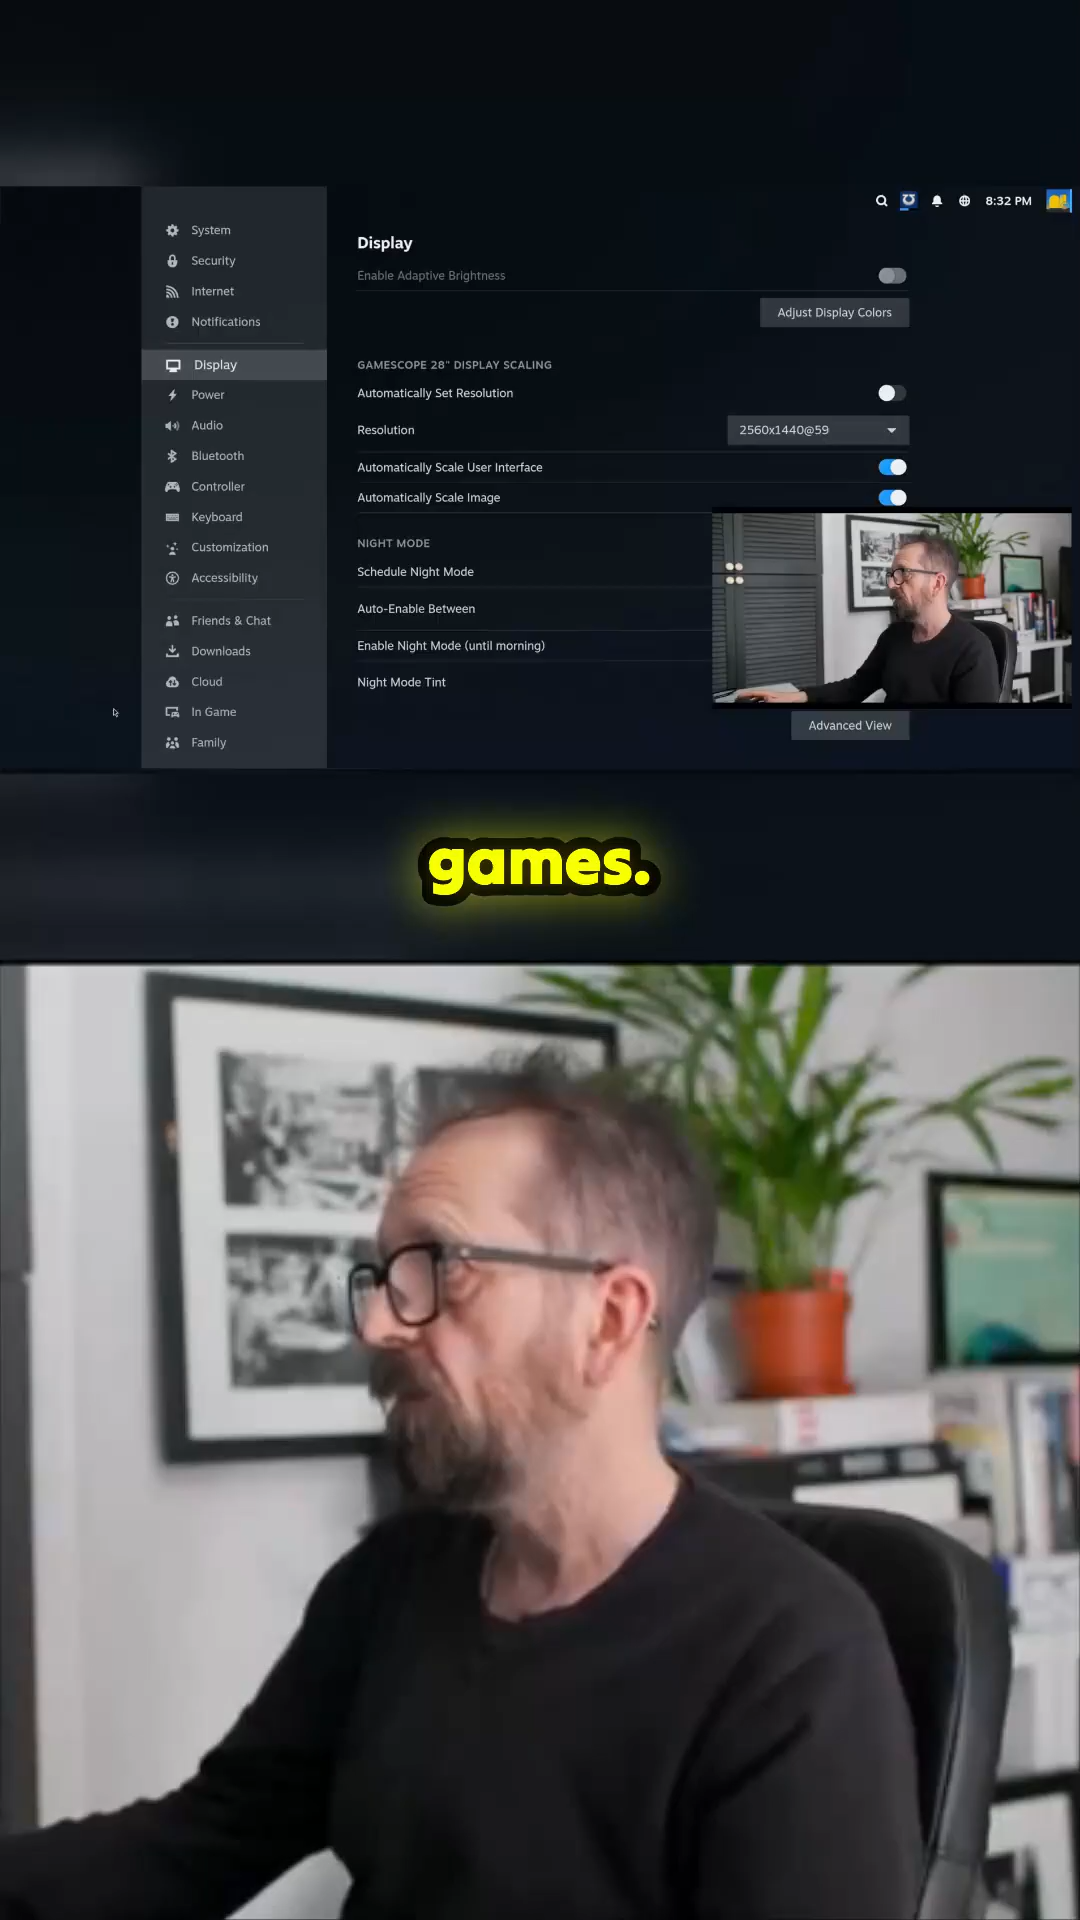 8:32 PM
System
Security
Internet
Notifications
Display
Power
Audio
Bluetooth
Controller
Keyboard
Customization
Accessibility
Friends & Chat
Downloads
Cloud
In Game
Family
Display
Enable Adaptive Brightness
Adjust Display Colors
GAMESCOPE 28" DISPLAY SCALING
Automatically Set Resolution
Resolution
2560x1440@59
Automatically Scale User Interface
Automatically Scale Image
NIGHT MODE
Schedule Night Mode
Auto-Enable Between
Enable Night Mode (until morning)
Night Mode Tint
Advanced View
games.